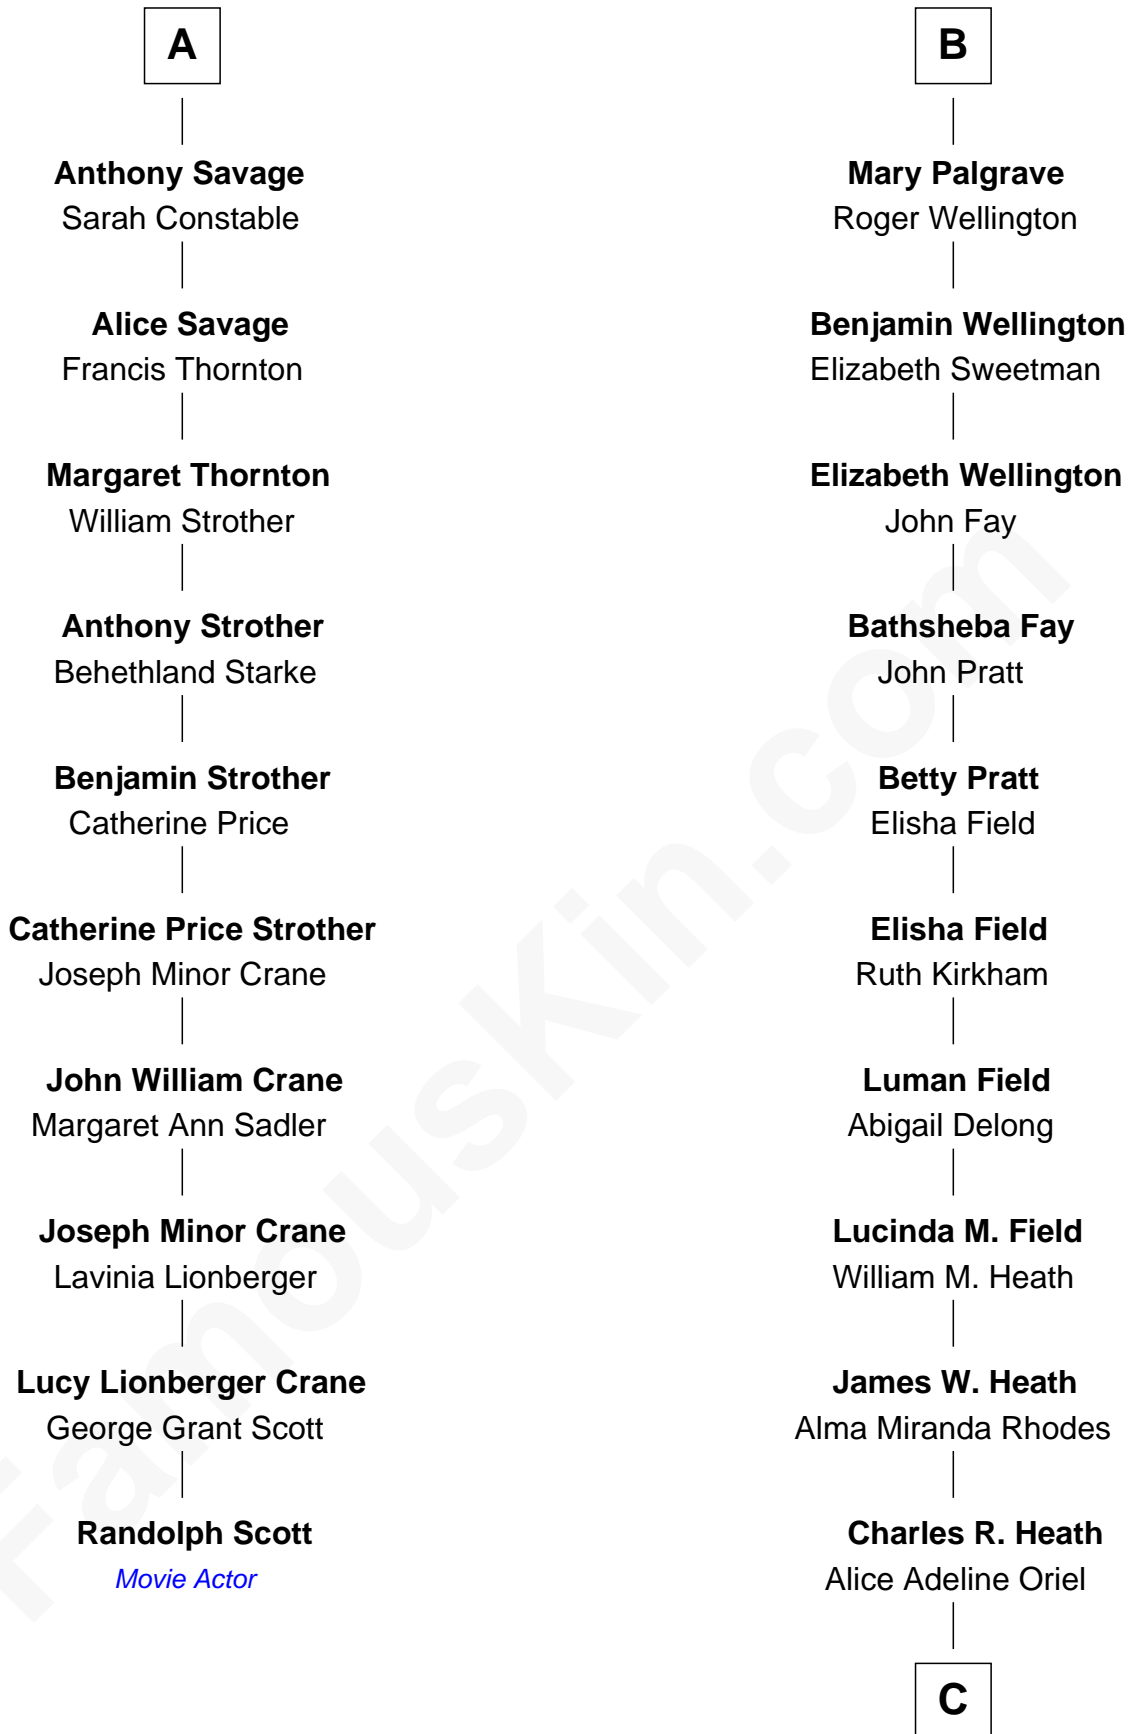 A
Anthony Savage
Sarah Constable
Alice Savage
Francis Thornton
Margaret Thornton
William Strother
Anthony Strother
Behethland Starke
Benjamin Strother
Catherine Price
Catherine Price Strother
Joseph Minor Crane
John William Crane
Margaret Ann Sadler
Joseph Minor Crane
Lavinia Lionberger
Lucy Lionberger Crane
George Grant Scott
Randolph Scott
Movie Actor
B
Mary Palgrave
Roger Wellington
Benjamin Wellington
Elizabeth Sweetman
Elizabeth Wellington
John Fay
Bathsheba Fay
John Pratt
Betty Pratt
Elisha Field
Elisha Field
Ruth Kirkham
Luman Field
Abigail Delong
Lucinda M. Field
William M. Heath
James W. Heath
Alma Miranda Rhodes
Charles R. Heath
Alice Adeline Oriel
C
FamousKin.com